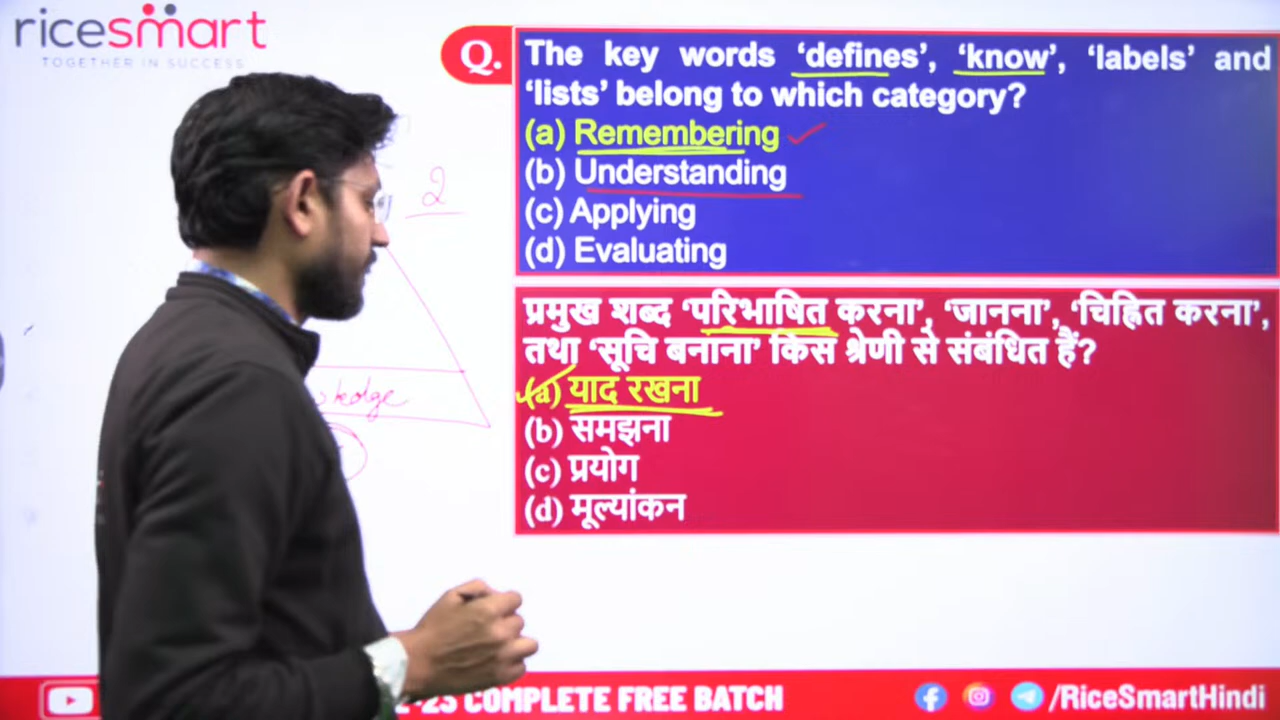 ricesmart
TOGETHER IN SUCCESS
Q.
The key words ‘defines’, ‘know’, ‘labels’ and
‘lists’ belong to which category?
(a) Remembering
(b) Understanding
(c) Applying
(d) Evaluating
2
प्रमुख शब्द ‘परिभाषित करना’, ‘जानना’, ‘चिह्नित करना’,
तथा ‘सूचि बनाना’ किस श्रेणी से संबंधित हैं?
(a) याद रखना
(b) समझना
(c) प्रयोग
(d) मूल्यांकन
COMPLETE FREE BATCH
/RiceSmartHindi